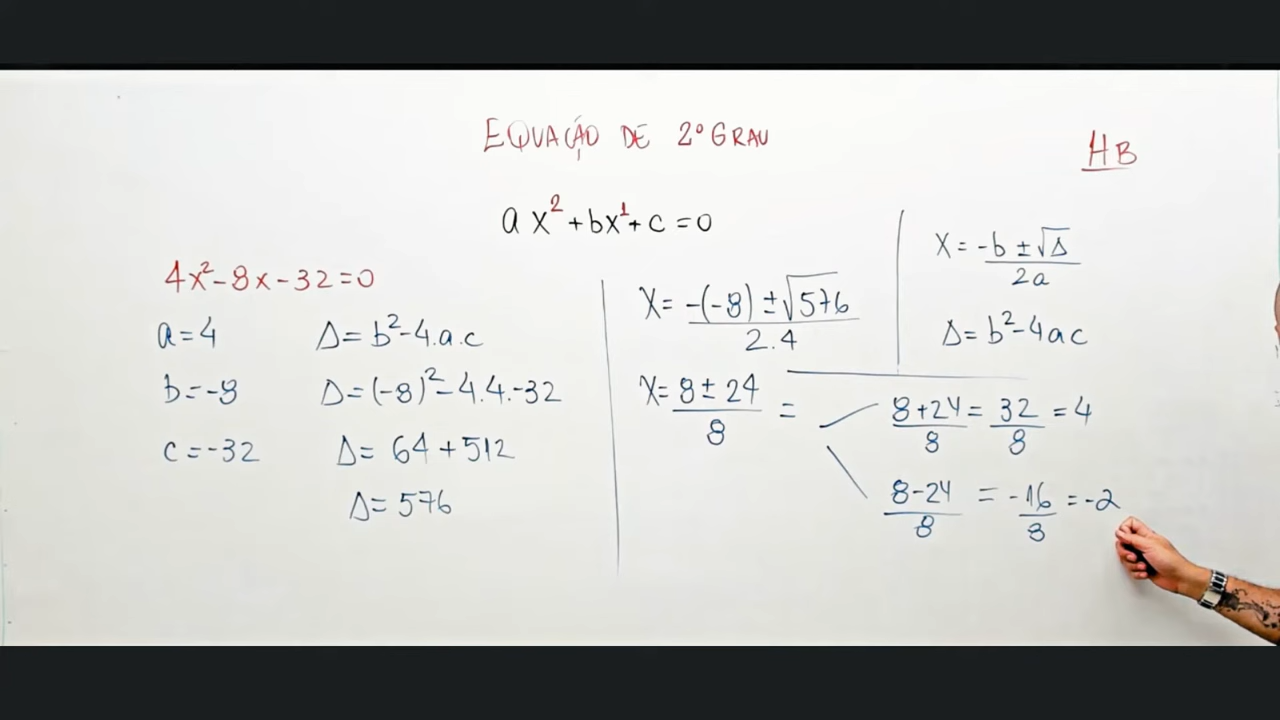 EQUAÇÃO DE 2º GRAU
HB
ax²+bx¹+c=0
4x²-8x-32=0
a=4
Δ=b²-4.a.c
b=-8
Δ=(-8)²-4.4.-32
c=-32
Δ=64+512
Δ=576
X=-(-8)±√576/2.4
X=8±24/8=
X=-b±√Δ/2a
Δ=b²-4ac
8+24/8=32/8=4
8-24/8=-16/8=-2